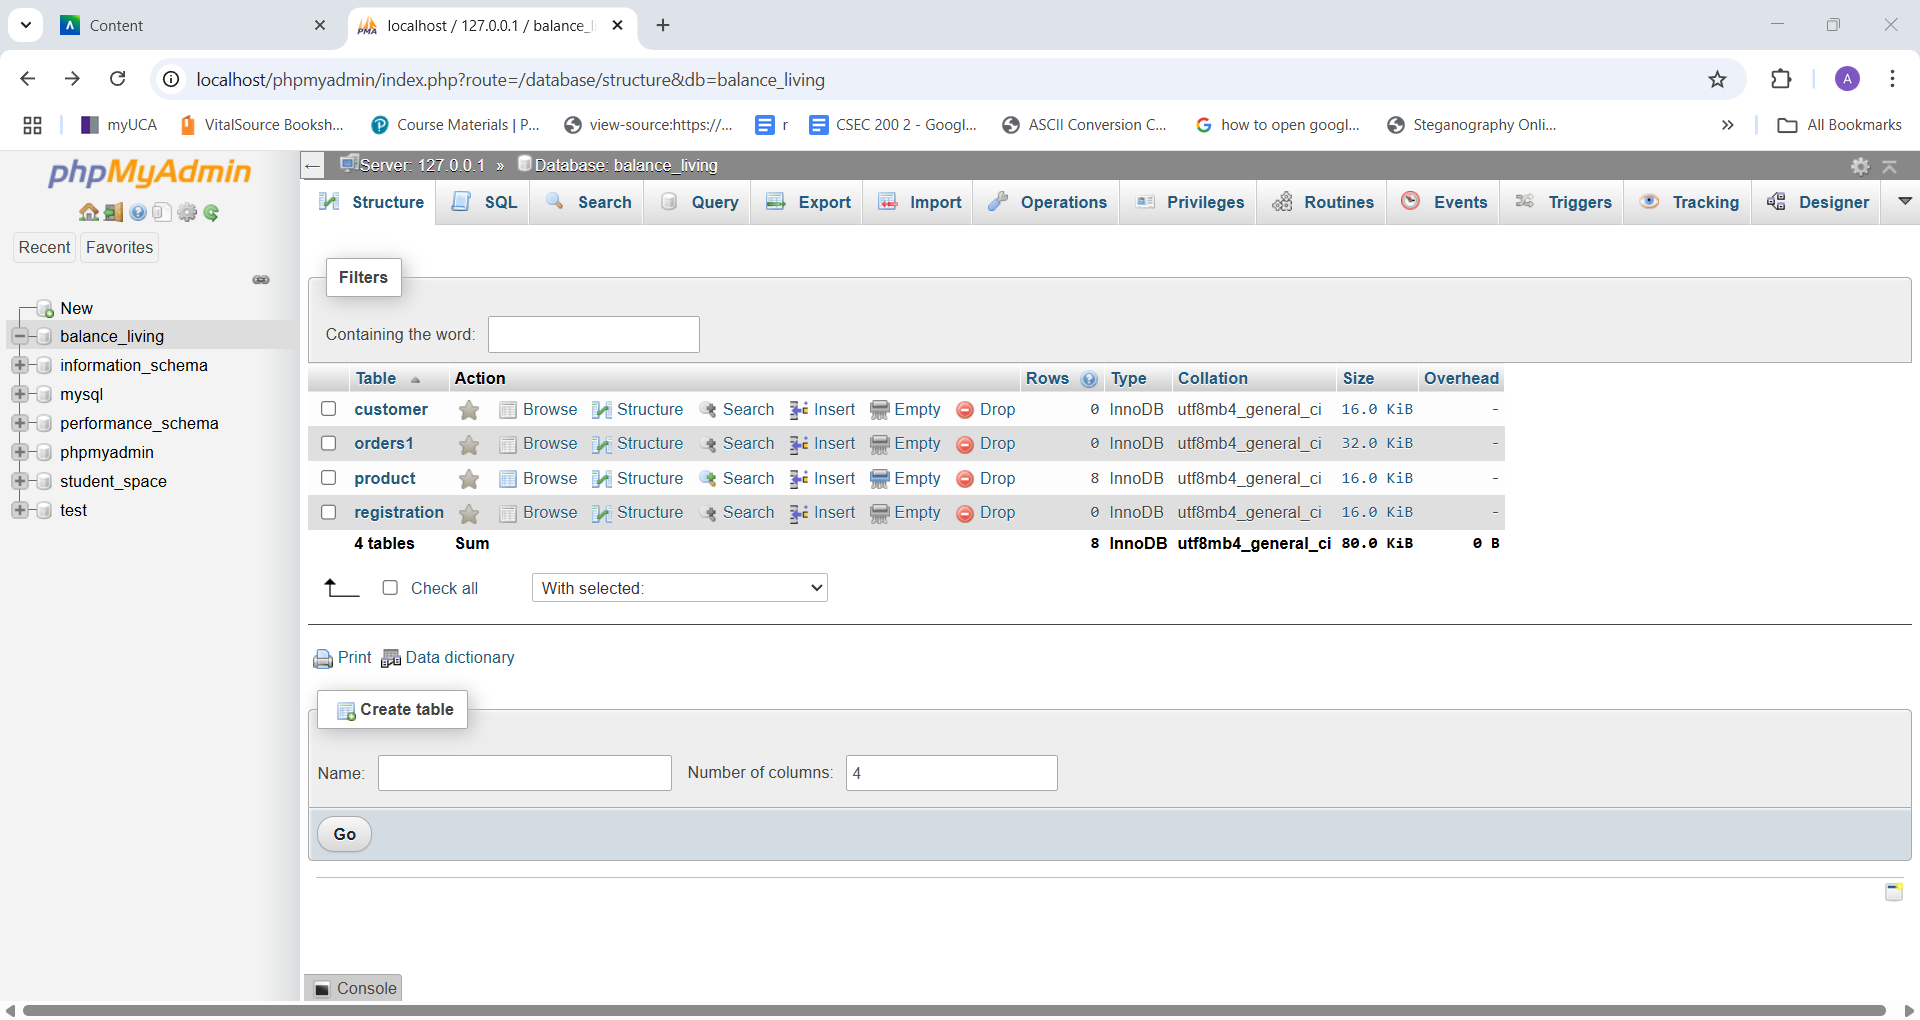 Content
localhost / 127.0.0.1 / balance_l
localhost/phpmyadmin/index.php?route=/database/structure&db=balance_living
A
myUCA
VitalSource Booksh...
Course Materials | P...
view-source:https://...
r
CSEC 200 2 - Googl...
ASCII Conversion C...
how to open googl...
Steganography Onli...
»
All Bookmarks
phpMyAdmin
Recent
Favorites
New
balance_living
information_schema
mysql
performance_schema
phpmyadmin
student_space
test
Server: 127.0.0.1 » Database: balance_living
Structure
SQL
Search
Query
Export
Import
Operations
Privileges
Routines
Events
Triggers
Tracking
Designer
Filters
Containing the word:
Table Action Rows Type Collation Size Overhead
customer Browse Structure Search Insert Empty Drop 0 InnoDB utf8mb4_general_ci 16.0 KiB -
orders1 Browse Structure Search Insert Empty Drop 0 InnoDB utf8mb4_general_ci 32.0 KiB -
product Browse Structure Search Insert Empty Drop 8 InnoDB utf8mb4_general_ci 16.0 KiB -
registration Browse Structure Search Insert Empty Drop 0 InnoDB utf8mb4_general_ci 16.0 KiB -
4 tables Sum 8 InnoDB utf8mb4_general_ci 80.0 KiB 0 B
Check all
With selected:
Print
Data dictionary
Create table
Name:
Number of columns: 4
Go
Console